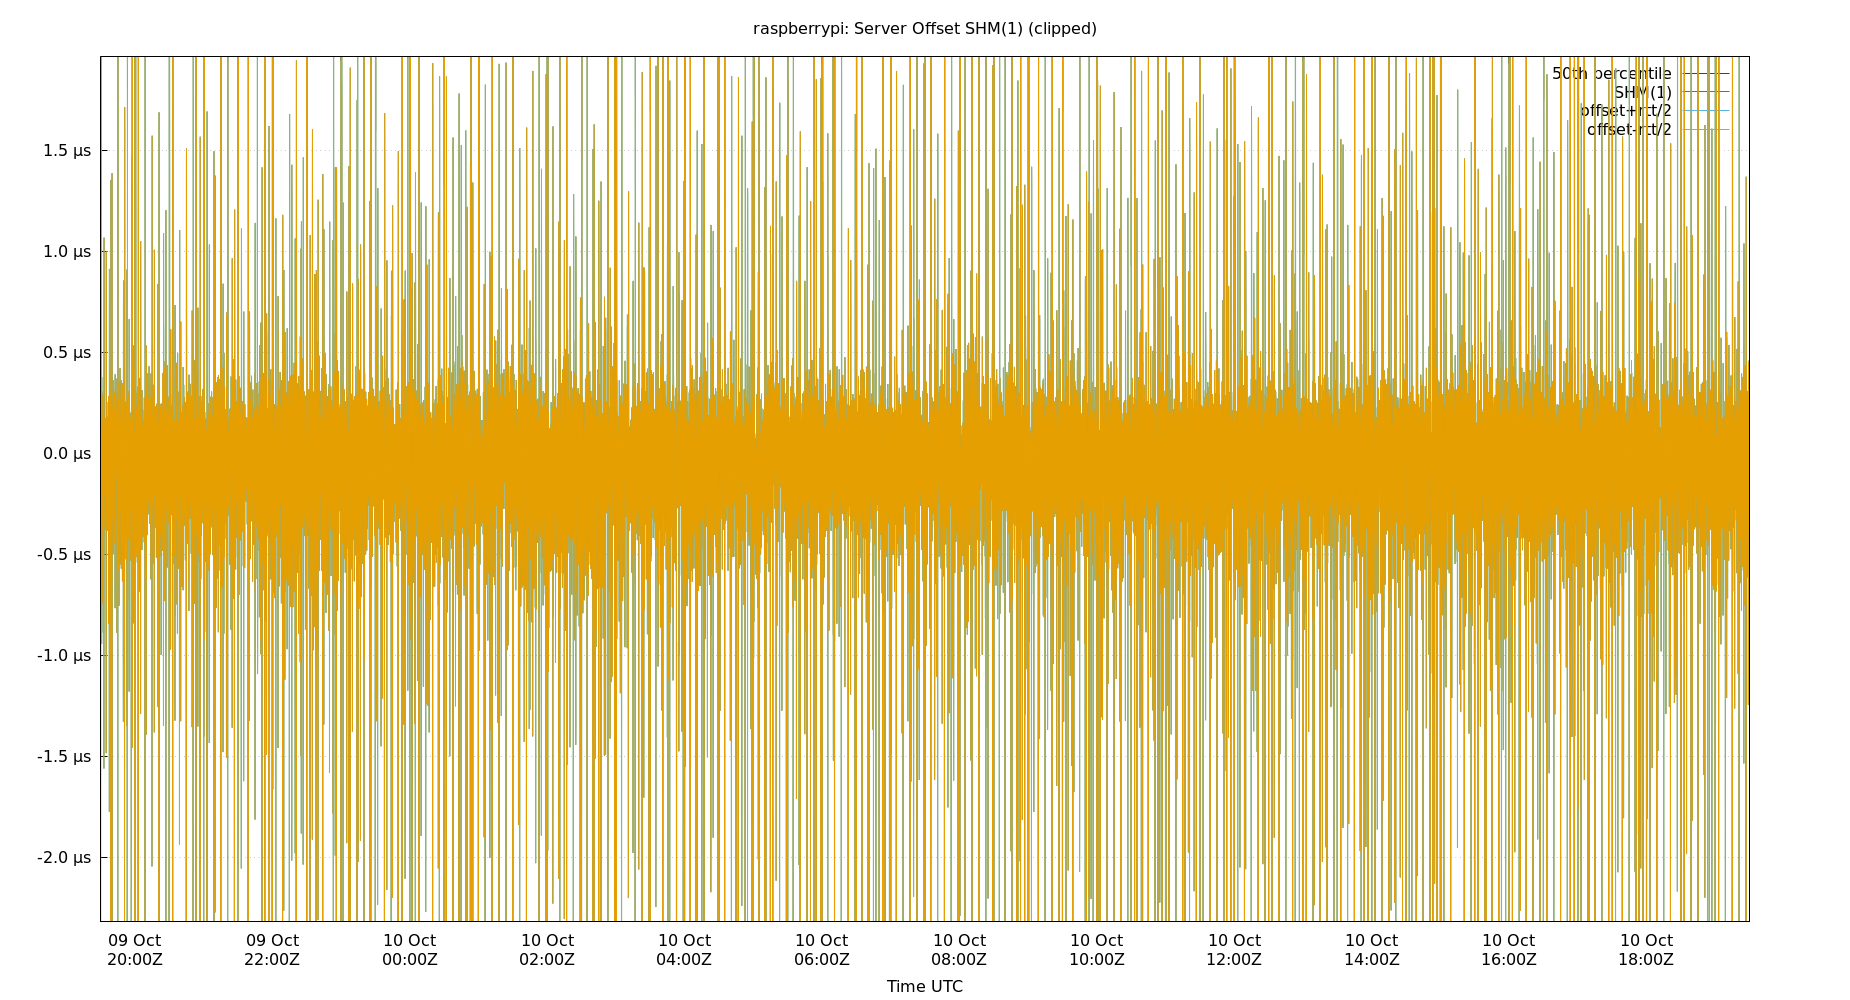 raspberrypi: Server Offset SHM(1) (clipped)
50th percentile
SHM(1)
offset+rtt/2
offset-rtt/2
1.5 µs
1.0 µs
0.5 µs
0.0 µs
-0.5 µs
-1.0 µs
-1.5 µs
-2.0 µs
09 Oct 09 Oct 10 Oct 10 Oct 10 Oct 10 Oct 10 Oct 10 Oct 10 Oct 10 Oct 10 Oct 10 Oct
20:00Z 22:00Z 00:00Z 02:00Z 04:00Z 06:00Z 08:00Z 10:00Z 12:00Z 14:00Z 16:00Z 18:00Z
Time UTC